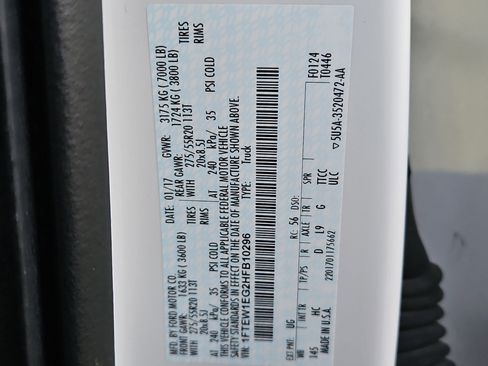 MFD. BY FORD MOTOR CO.
DATE: 01/17 GVWR: 3175 KG ( 7000 LB)
FRONT GAWR: 1633 KG (3600 LB) REAR GAWR: 1724 KG ( 3800 LB)
275/55R20 113T TIRES WITH 275/55R20 113T TIRES
20x8.5J RIMS 20x8.5J RIMS
AT 240 kPa/ 35 PSI COLD AT 240 kPa/ 35 PSI COLD
THIS VEHICLE CONFORMS TO ALL APPLICABLE FEDERAL MOTOR VEHICLE
SAFETY STANDARDS IN EFFECT ON THE DATE OF MANUFACTURE SHOWN ABOVE.
VIN: 1FTEW1EG2HFB10296 TYPE: Truck
F0124
T0446
EXT PNT: UG RC: 56 DSO:
WB INT TR TP/PS R AXLE TR SPR
145 HC D L9 G TTCC
ULC
MADE IN U.S.A. 2201701175662
▽5U5A-3520472-AA